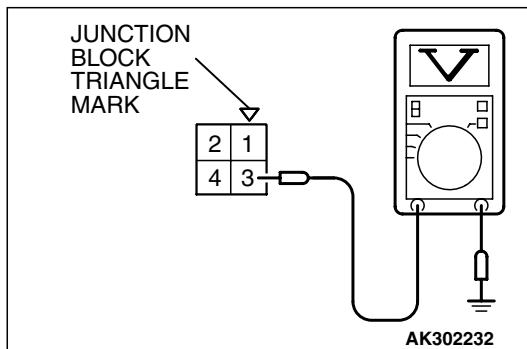 JUNCTION
BLOCK
TRIANGLE
MARK
V
2 1
4 3
AK302232